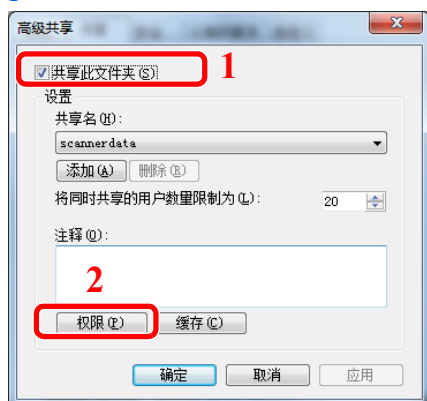 高级共享
共享此文件夹(S) 1
设置
共享名(H):
scannerdata
添加(A) 删除(R)
将同时共享的用户数量限制为(L): 20
注释(O):
2
权限(P) 缓存(C)
确定 取消 应用